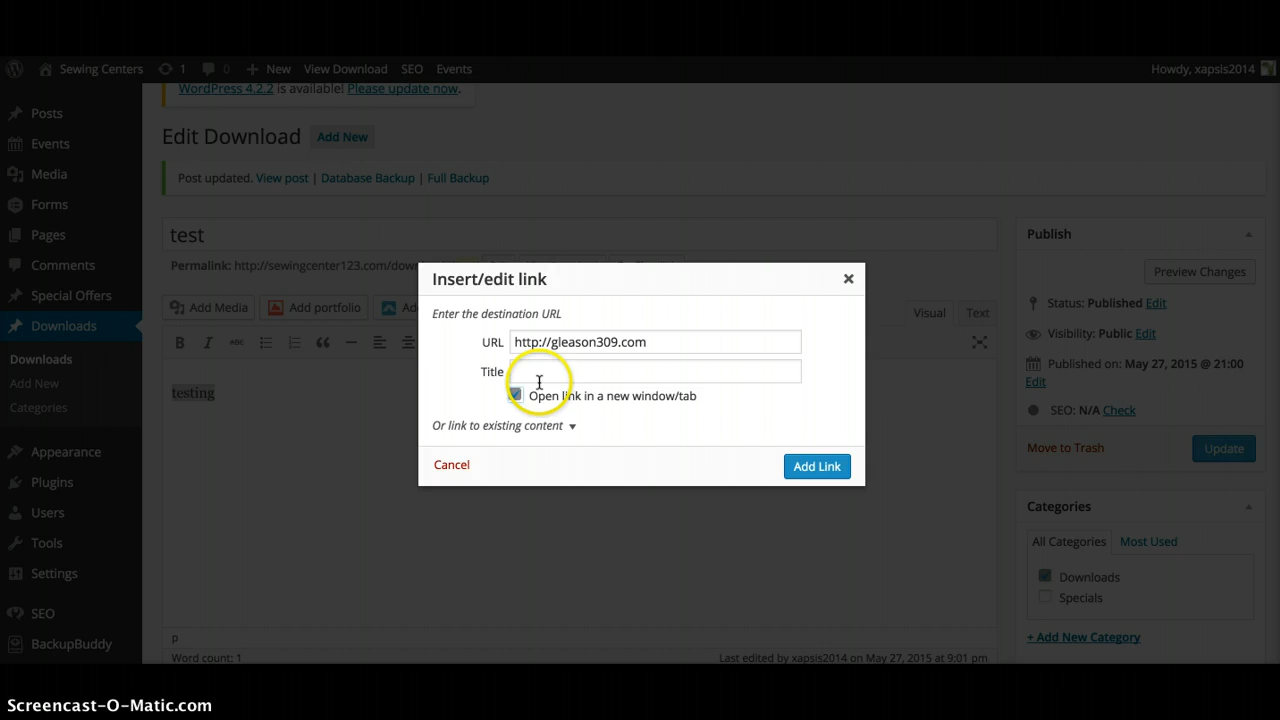 Sewing Centers 1 0 New View Download SEO Events Howdy, xapsis2014
WordPress 4.2.2 is available! Please update now.
Posts
Events
Media
Forms
Pages
Comments
Special Offers
Downloads
Downloads
Add New
Categories
Appearance
Plugins
Users
Tools
Settings
SEO
BackupBuddy
Edit Download Add New
Post updated. View post | Database Backup | Full Backup
test
Permalink: http://sewingcenter123.com/down
Add Media Add portfolio
Visual Text
B I ABC
testing
p
Word count: 1 Last edited by xapsis2014 on May 27, 2015 at 9:01 pm
Insert/edit link
Enter the destination URL
URL http://gleason309.com
Title
Open link in a new window/tab
Or link to existing content
Cancel Add Link
Publish
Preview Changes
Status: Published Edit
Visibility: Public Edit
Published on: May 27, 2015 @ 21:00
Edit
SEO: N/A Check
Move to Trash Update
Categories
All Categories Most Used
Downloads
Specials
+ Add New Category
Screencast-O-Matic.com